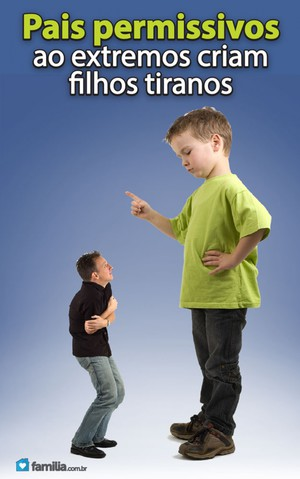 Pais permissivos
ao extremos criam
filhos tiranos
familia.com.br